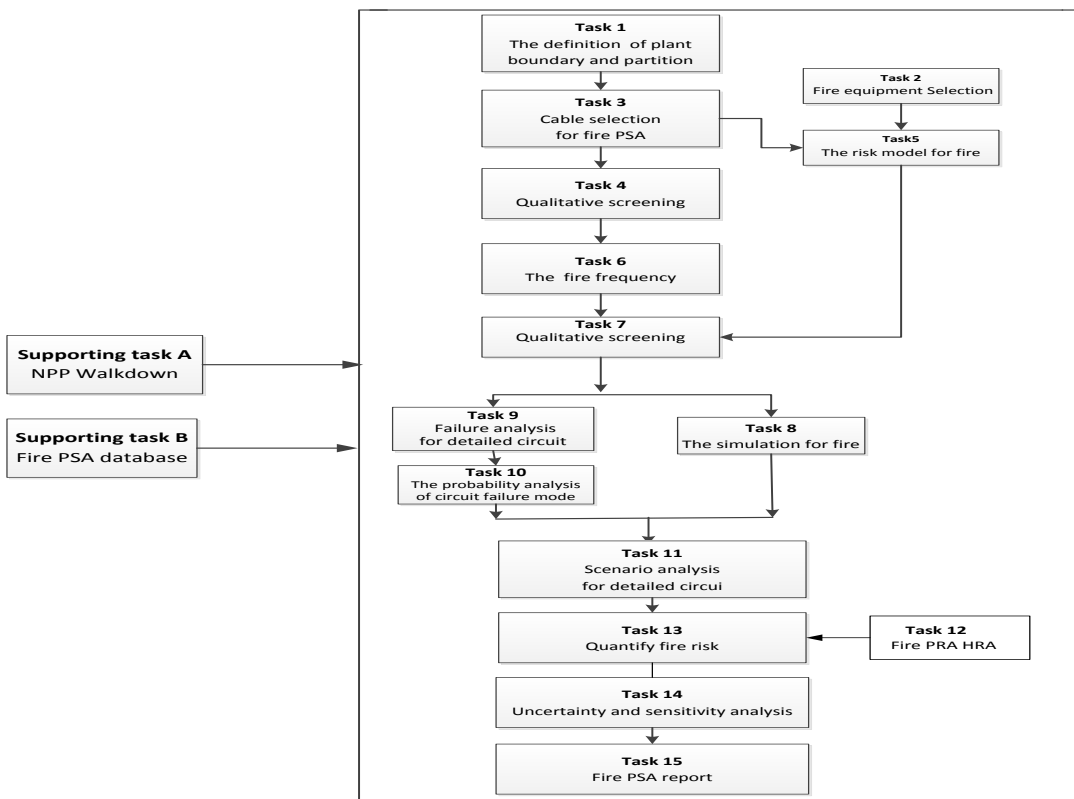 Task 1
The definition of plant
boundary and partition
Task 2
Fire equipment Selection
Task 3
Cable selection
for fire PSA
Task5
The risk model for fire
Task 4
Qualitative screening
Task 6
The fire frequency
Task 7
Qualitative screening
Supporting task A
NPP Walkdown
Supporting task B
Fire PSA database
Task 9
Failure analysis
for detailed circuit
Task 8
The simulation for fire
Task 10
The probability analysis
of circuit failure mode
Task 11
Scenario analysis
for detailed circui
Task 13
Quantify fire risk
Task 12
Fire PRA HRA
Task 14
Uncertainty and sensitivity analysis
Task 15
Fire PSA report